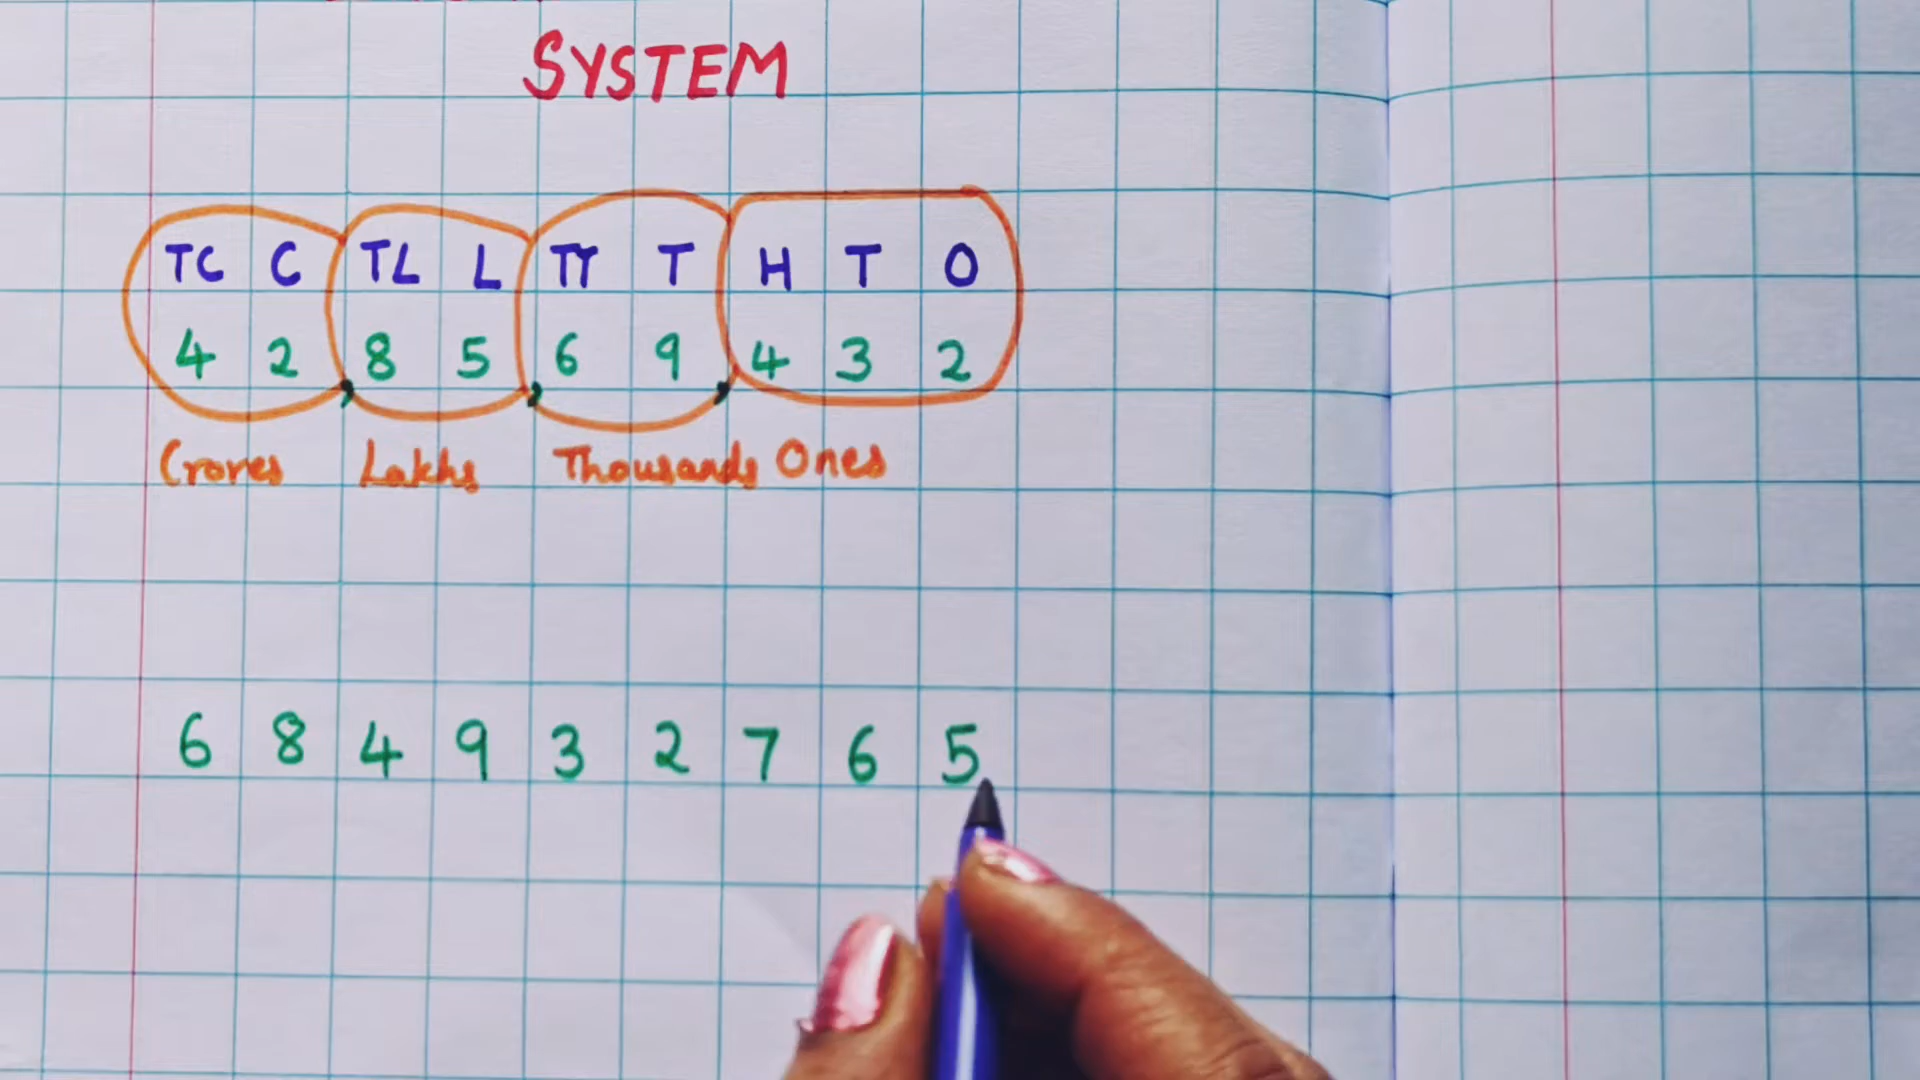 SYSTEM
TC C TL L TT T H T O
4 2, 8 5, 6 9, 4 3 2
Crores Lakhs Thousands Ones
6 8 4 9 3 2 7 6 5